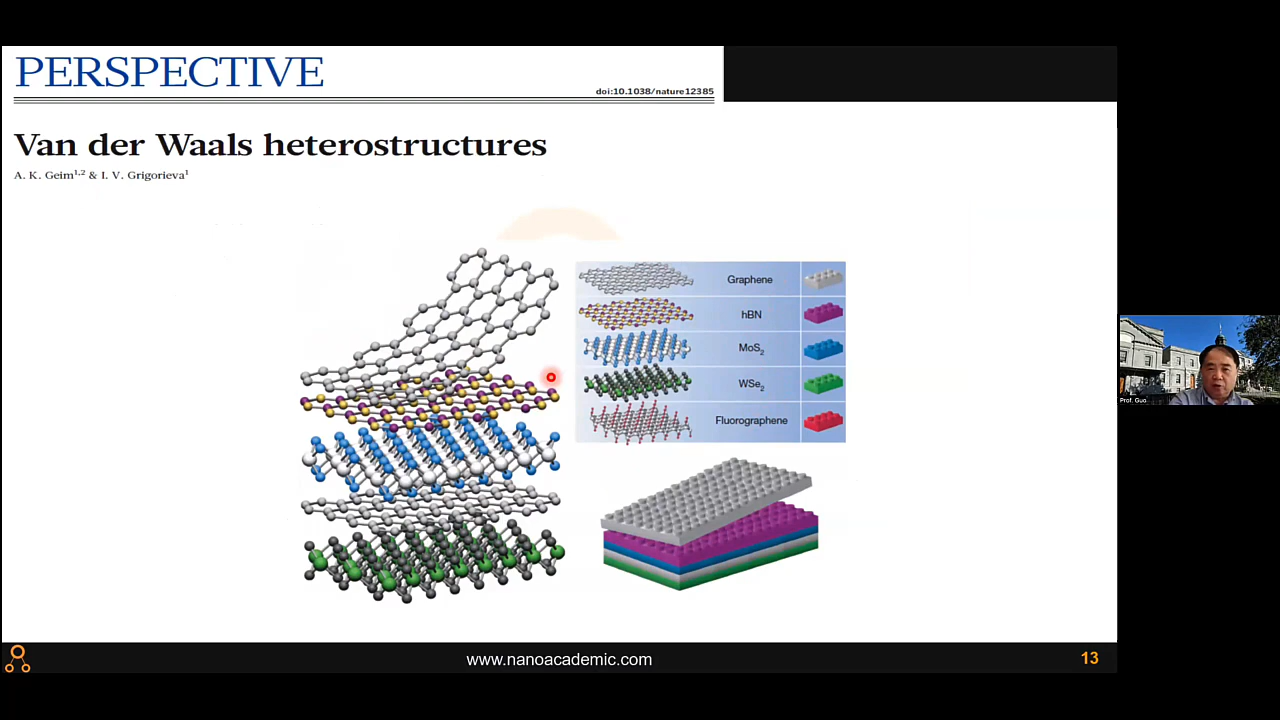 PERSPECTIVE
doi:10.1038/nature12385
Van der Waals heterostructures
A. K. Geim1,2 & I. V. Grigorieva1
Graphene
hBN
MoS2
WSe2
Fluorographene
Prof. Guo
www.nanoacademic.com
13